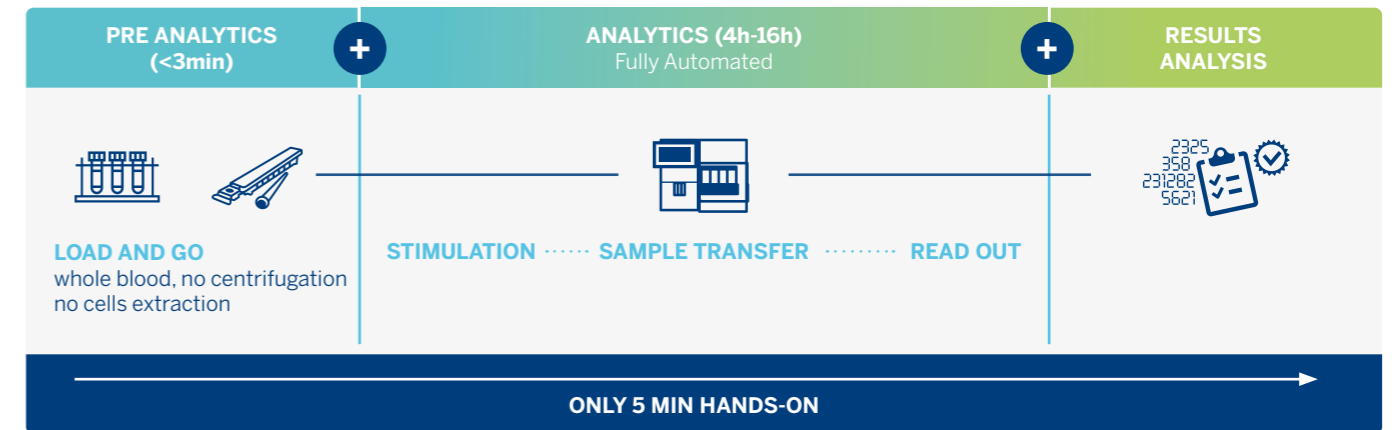 PRE ANALYTICS
(<3min)
+
ANALYTICS (4h-16h)
Fully Automated
+
RESULTS
ANALYSIS
2325
358
231282
5621
LOAD AND GO
whole blood, no centrifugation
no cells extraction
STIMULATION ...... SAMPLE TRANSFER ......... READ OUT
ONLY 5 MIN HANDS-ON